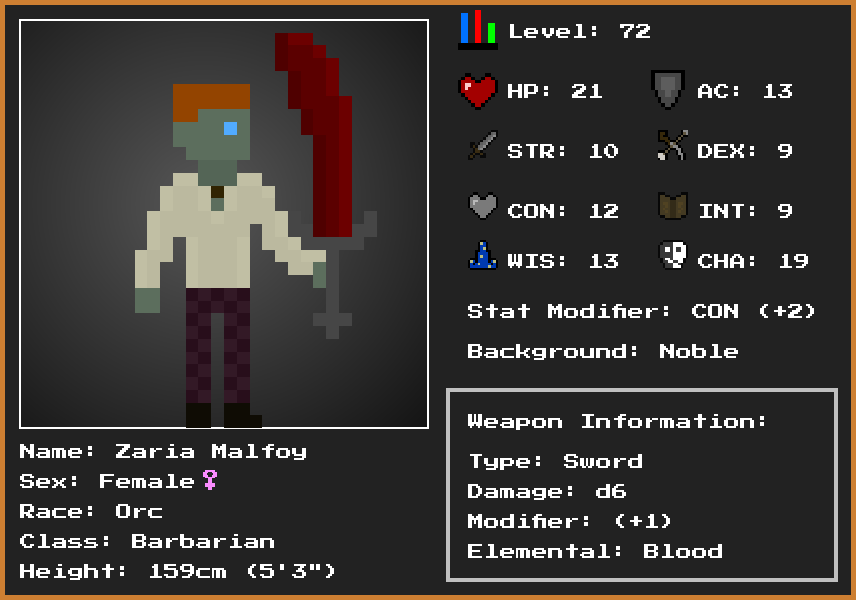 Level: 72
HP: 21 AC: 13
STR: 10 DEX: 9
CON: 12 INT: 9
WIS: 13 CHA: 19
Stat Modifier: CON (+2)
Background: Noble
Weapon Information:
Type: Sword
Damage: d6
Modifier: (+1)
Elemental: Blood
Name: Zaria Malfoy
Sex: Female♀
Race: Orc
Class: Barbarian
Height: 159cm (5'3")